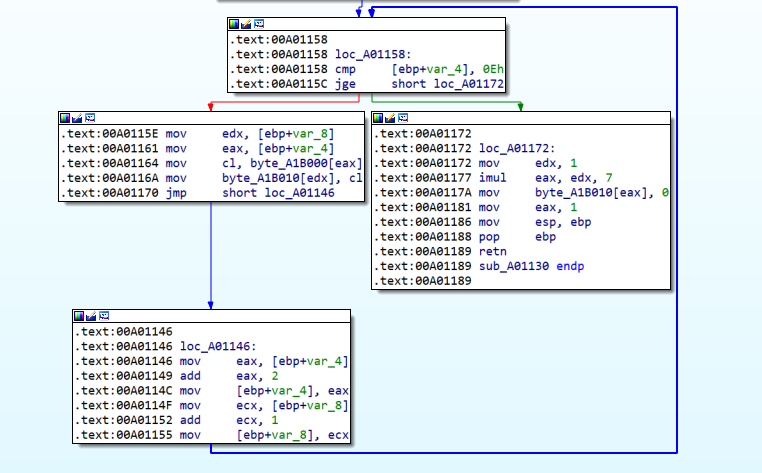 .text:00A01158
.text:00A01158 loc_A01158:
.text:00A01158 cmp [ebp+var_4], 0Eh
.text:00A0115C jge short loc_A01172
.text:00A0115E mov edx, [ebp+var_8]
.text:00A01161 mov eax, [ebp+var_4]
.text:00A01164 mov cl, byte_A1B000[eax]
.text:00A0116A mov byte_A1B010[edx], cl
.text:00A01170 jmp short loc_A01146
.text:00A01172
.text:00A01172 loc_A01172:
.text:00A01172 mov edx, 1
.text:00A01177 imul eax, edx, 7
.text:00A0117A mov byte_A1B010[eax], 0
.text:00A01181 mov eax, 1
.text:00A01186 mov esp, ebp
.text:00A01188 pop ebp
.text:00A01189 retn
.text:00A01189 sub_A01130 endp
.text:00A01189
.text:00A01146
.text:00A01146 loc_A01146:
.text:00A01146 mov eax, [ebp+var_4]
.text:00A01149 add eax, 2
.text:00A0114C mov [ebp+var_4], eax
.text:00A0114F mov ecx, [ebp+var_8]
.text:00A01152 add ecx, 1
.text:00A01155 mov [ebp+var_8], ecx